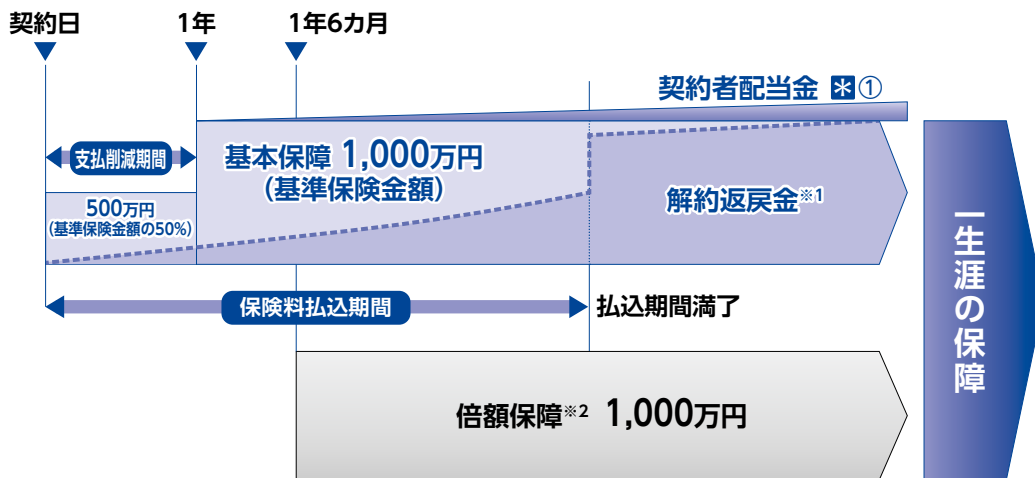 契約日
1年
1年6カ月
契約者配当金 *①
支払削減期間
基本保障 1,000万円
(基準保険金額)
500万円
(基準保険金額の50%)
解約返戻金※1
保険料払込期間
払込期間満了
倍額保障※2 1,000万円
一生涯の保障